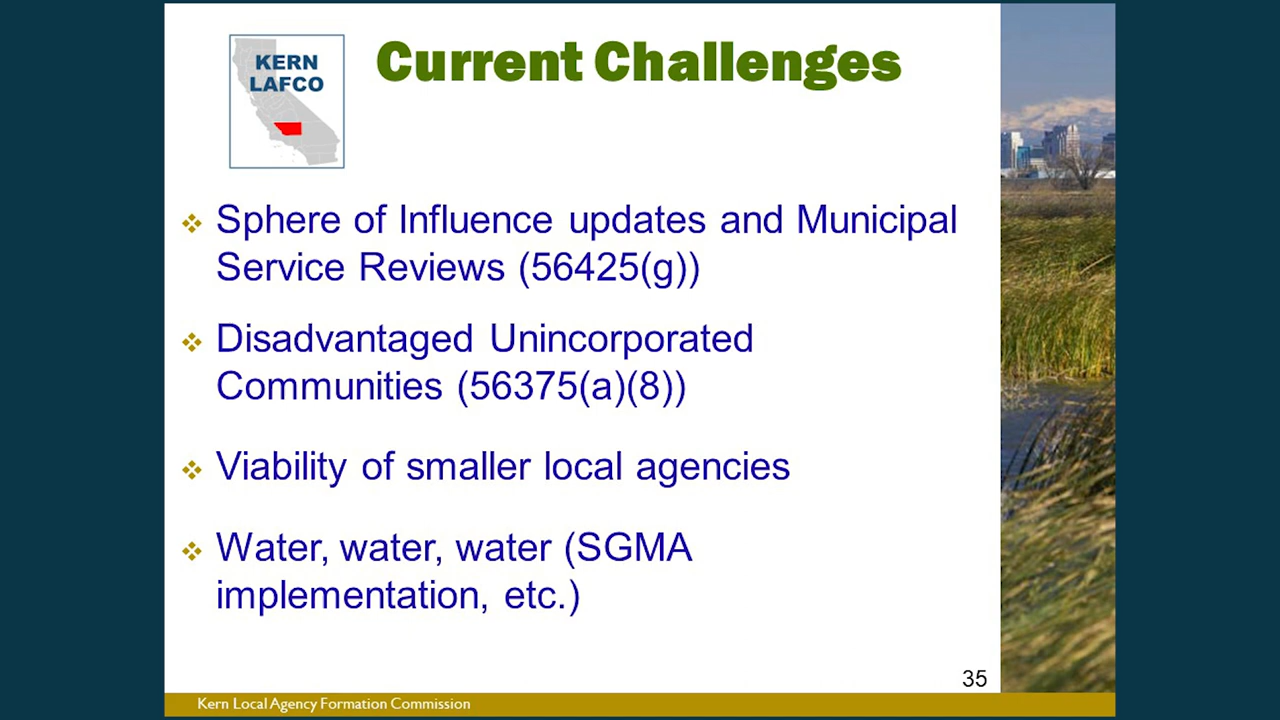 KERN
LAFCO
Current Challenges
Sphere of Influence updates and Municipal
Service Reviews (56425(g))
Disadvantaged Unincorporated
Communities (56375(a)(8))
Viability of smaller local agencies
Water, water, water (SGMA
implementation, etc.)
35
Kern Local Agency Formation Commission